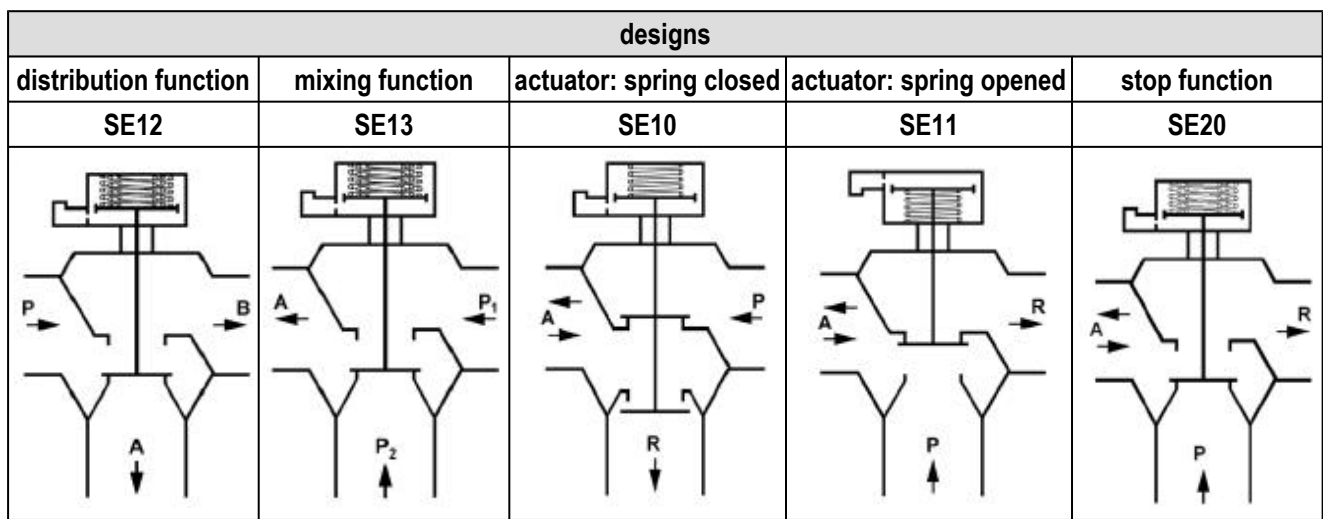 designs
distribution function mixing function actuator: spring closed actuator: spring opened stop function
SE12 SE13 SE10 SE11 SE20
P B A P1 A P A R A R
A P2 R P P